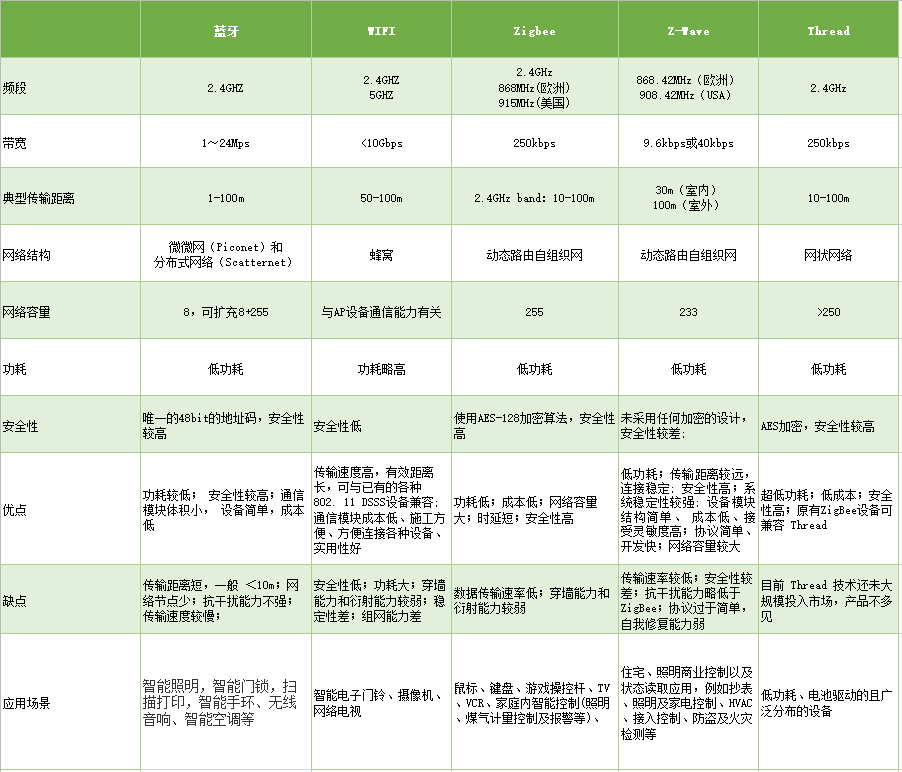 蓝牙 WIFI Zigbee Z-Wave Thread
频段
2.4GHZ
2.4GHZ
5GHZ
2.4GHz
868MHz(欧洲)
915MHz(美国)
868.42MHz（欧洲）
908.42MHz（USA）
2.4GHz
带宽 1～24Mps <10Gbps 250kbps 9.6kbps或40kbps 250kbps
典型传输距离
1-100m
50-100m
2.4GHz band: 10-100m
30m（室内）
100m（室外）
10-100m
网络结构
微微网（Piconet）和
分布式网络（Scatternet）
蜂窝
动态路由自组织网
动态路由自组织网
网状网络
网络容量 8，可扩充8+255 与AP设备通信能力有关 255 233 >250
功耗 低功耗 功耗略高 低功耗 低功耗 低功耗
安全性
唯一的48bit的地址码，安全性
较高
安全性低
使用AES-128加密算法，安全性
高
未采用任何加密的设计，
安全性较差;
AES加密，安全性较高
优点
功耗较低； 安全性较高；通信
模块体积小， 设备简单，成本
低
传输速度高，有效距离
长，可与已有的各种
802. 11 DSSS设备兼容;
通信模块成本低、施工方
便、方便连接各种设备、
实用性好
功耗低；成本低；网络容量
大；时延短；安全性高
低功耗；传输距离较远，
连接稳定; 安全性高；系
统稳定性较强; 设备模块
结构简单、 成本低、接
受灵敏度高；协议简单、
开发快；网络容量较大
超低功耗；低成本；安全
性高；原有ZigBee设备可
兼容 Thread
缺点
传输距离短，一般 ＜10m；网
络节点少；抗干扰能力不强；
传输速度较慢；
安全性低；功耗大；穿墙
能力和衍射能力较弱；稳
定性差；组网能力差
数据传输速率低；穿墙能力和
衍射能力较弱
传输速率较低；安全性较
差；抗干扰能力略低于
ZigBee；协议过于简单，
自我修复能力弱
目前 Thread 技术还未大
规模投入市场，产品不多
见
应用场景
智能照明，智能门锁，扫
描打印，智能手环、无线
音响、智能空调等
智能电子门铃、摄像机、
网络电视
鼠标、键盘、游戏操控杆、TV
、VCR、家庭内智能控制(照明
、煤气计量控制及报警等)、
住宅、照明商业控制以及
状态读取应用，例如抄表
、照明及家电控制、HVAC
、接入控制、防盗及火灾
检测等
低功耗、电池驱动的且广
泛分布的设备